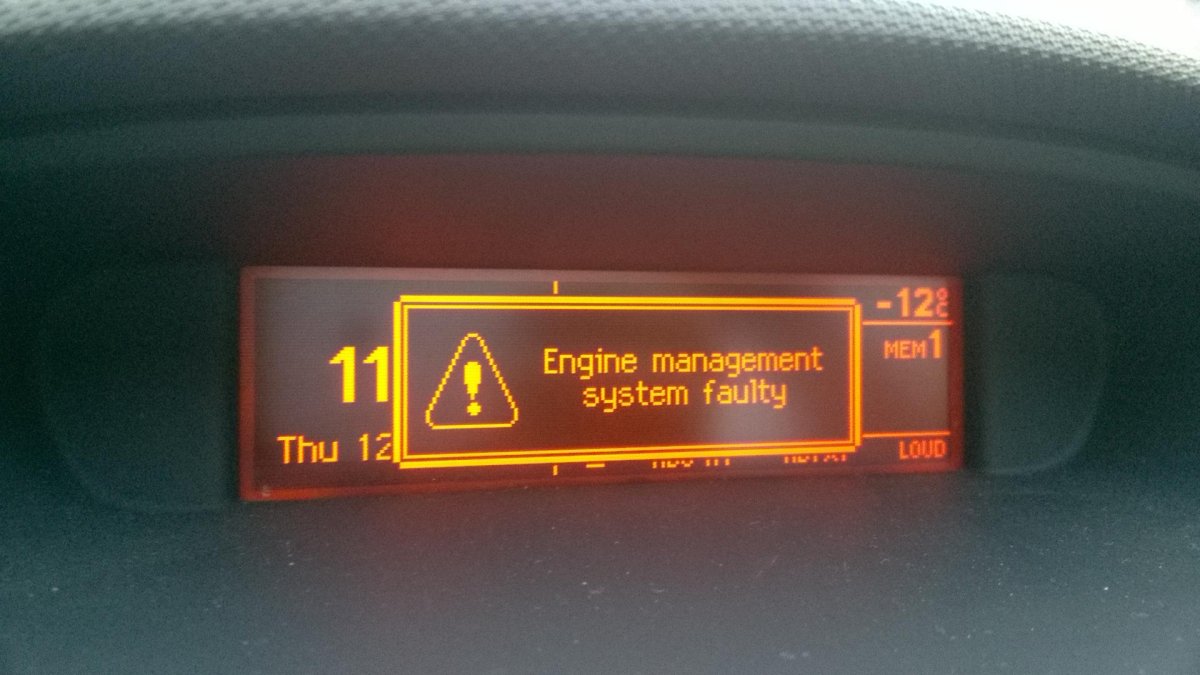 -12°C
11
Engine management
system faulty
MEM1
Thu 12
LOUD